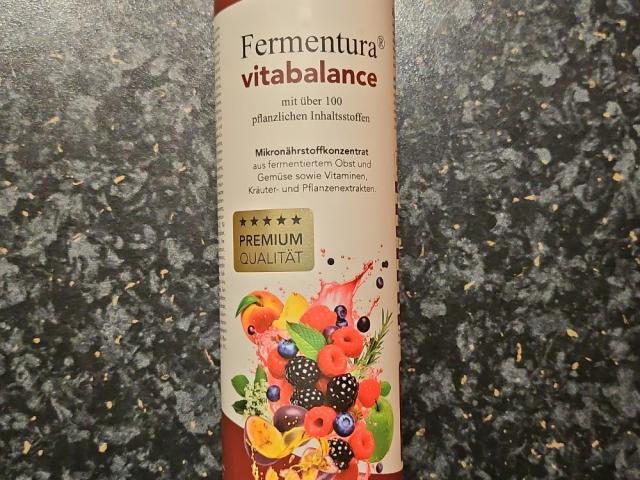 Fermentura®
vitabalance
mit über 100
pflanzlichen Inhaltsstoffen
Mikronährstoffkonzentrat
aus fermentiertem Obst und
Gemüse sowie Vitaminen,
Kräuter- und Pflanzenextrakten.
PREMIUM
QUALITÄT